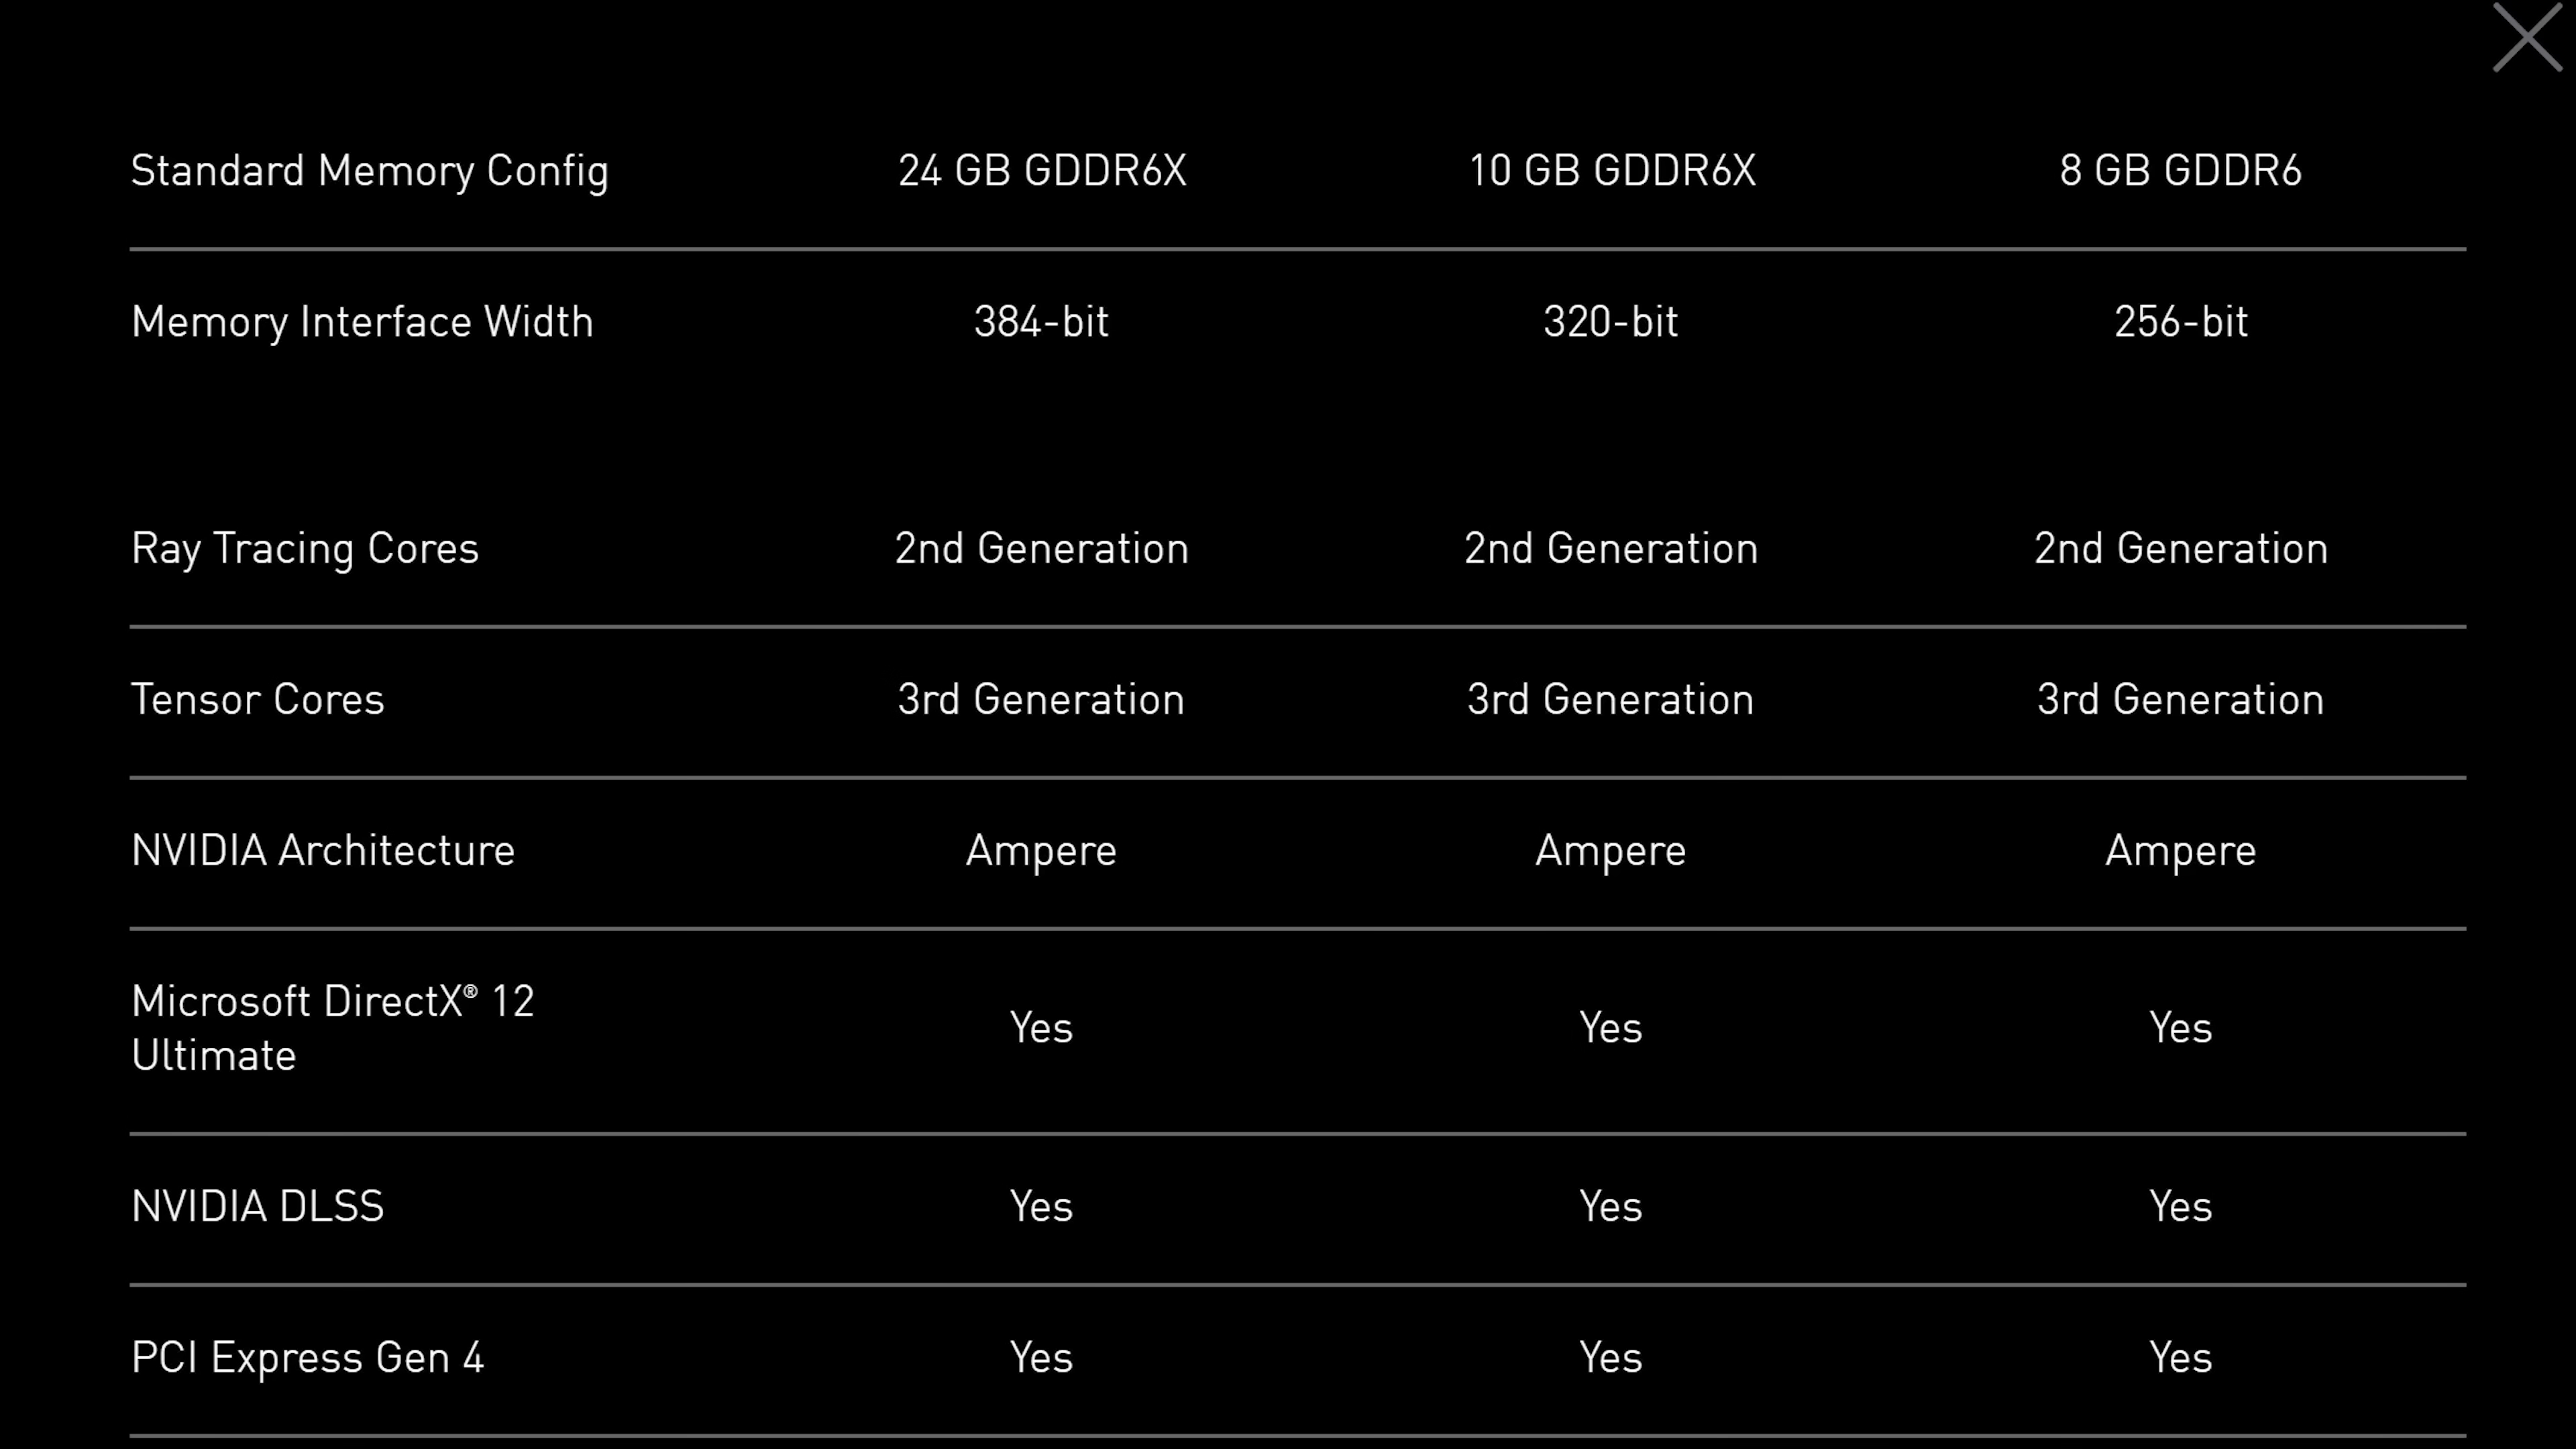 Standard Memory Config 24 GB GDDR6X 10 GB GDDR6X 8 GB GDDR6
Memory Interface Width 384-bit 320-bit 256-bit
Ray Tracing Cores 2nd Generation 2nd Generation 2nd Generation
Tensor Cores 3rd Generation 3rd Generation 3rd Generation
NVIDIA Architecture Ampere Ampere Ampere
Microsoft DirectX® 12
Ultimate Yes Yes Yes
NVIDIA DLSS Yes Yes Yes
PCI Express Gen 4 Yes Yes Yes